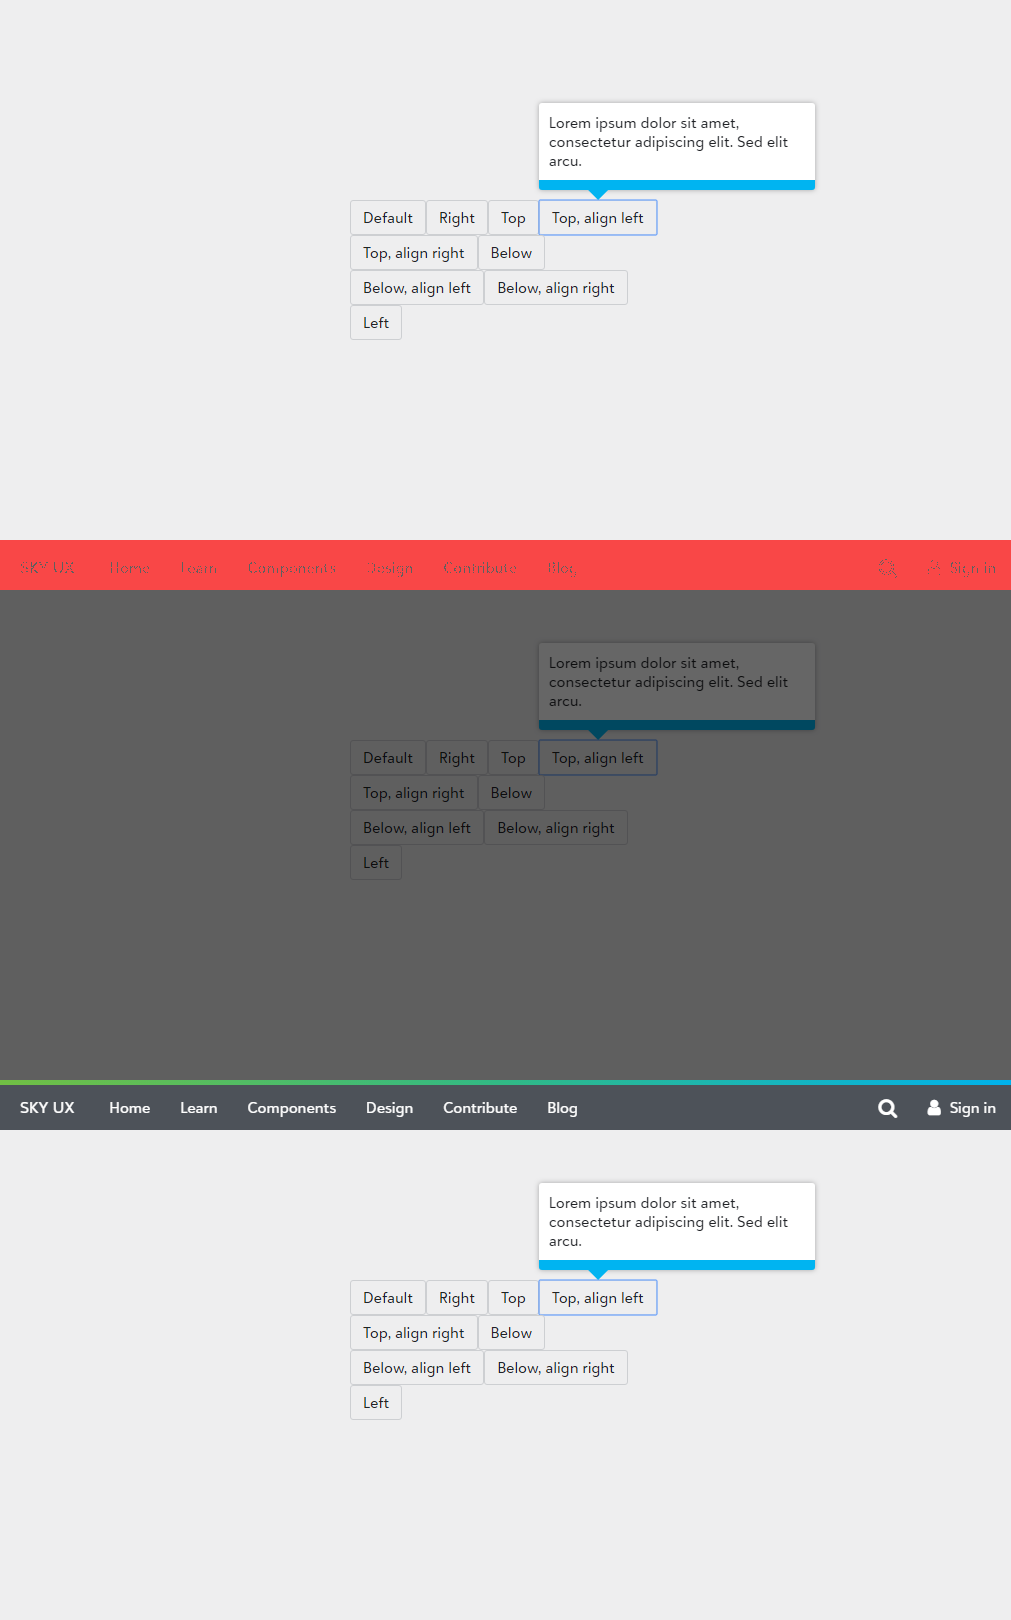 Lorem ipsum dolor sit amet,
consectetur adipiscing elit. Sed elit
arcu.
Default Right Top Top, align left
Top, align right Below
Below, align left Below, align right
Left
SKY UX Home Learn Components Design Contribute Blog Sign in
Lorem ipsum dolor sit amet,
consectetur adipiscing elit. Sed elit
arcu.
Default Right Top Top, align left
Top, align right Below
Below, align left Below, align right
Left
SKY UX Home Learn Components Design Contribute Blog Sign in
Lorem ipsum dolor sit amet,
consectetur adipiscing elit. Sed elit
arcu.
Default Right Top Top, align left
Top, align right Below
Below, align left Below, align right
Left